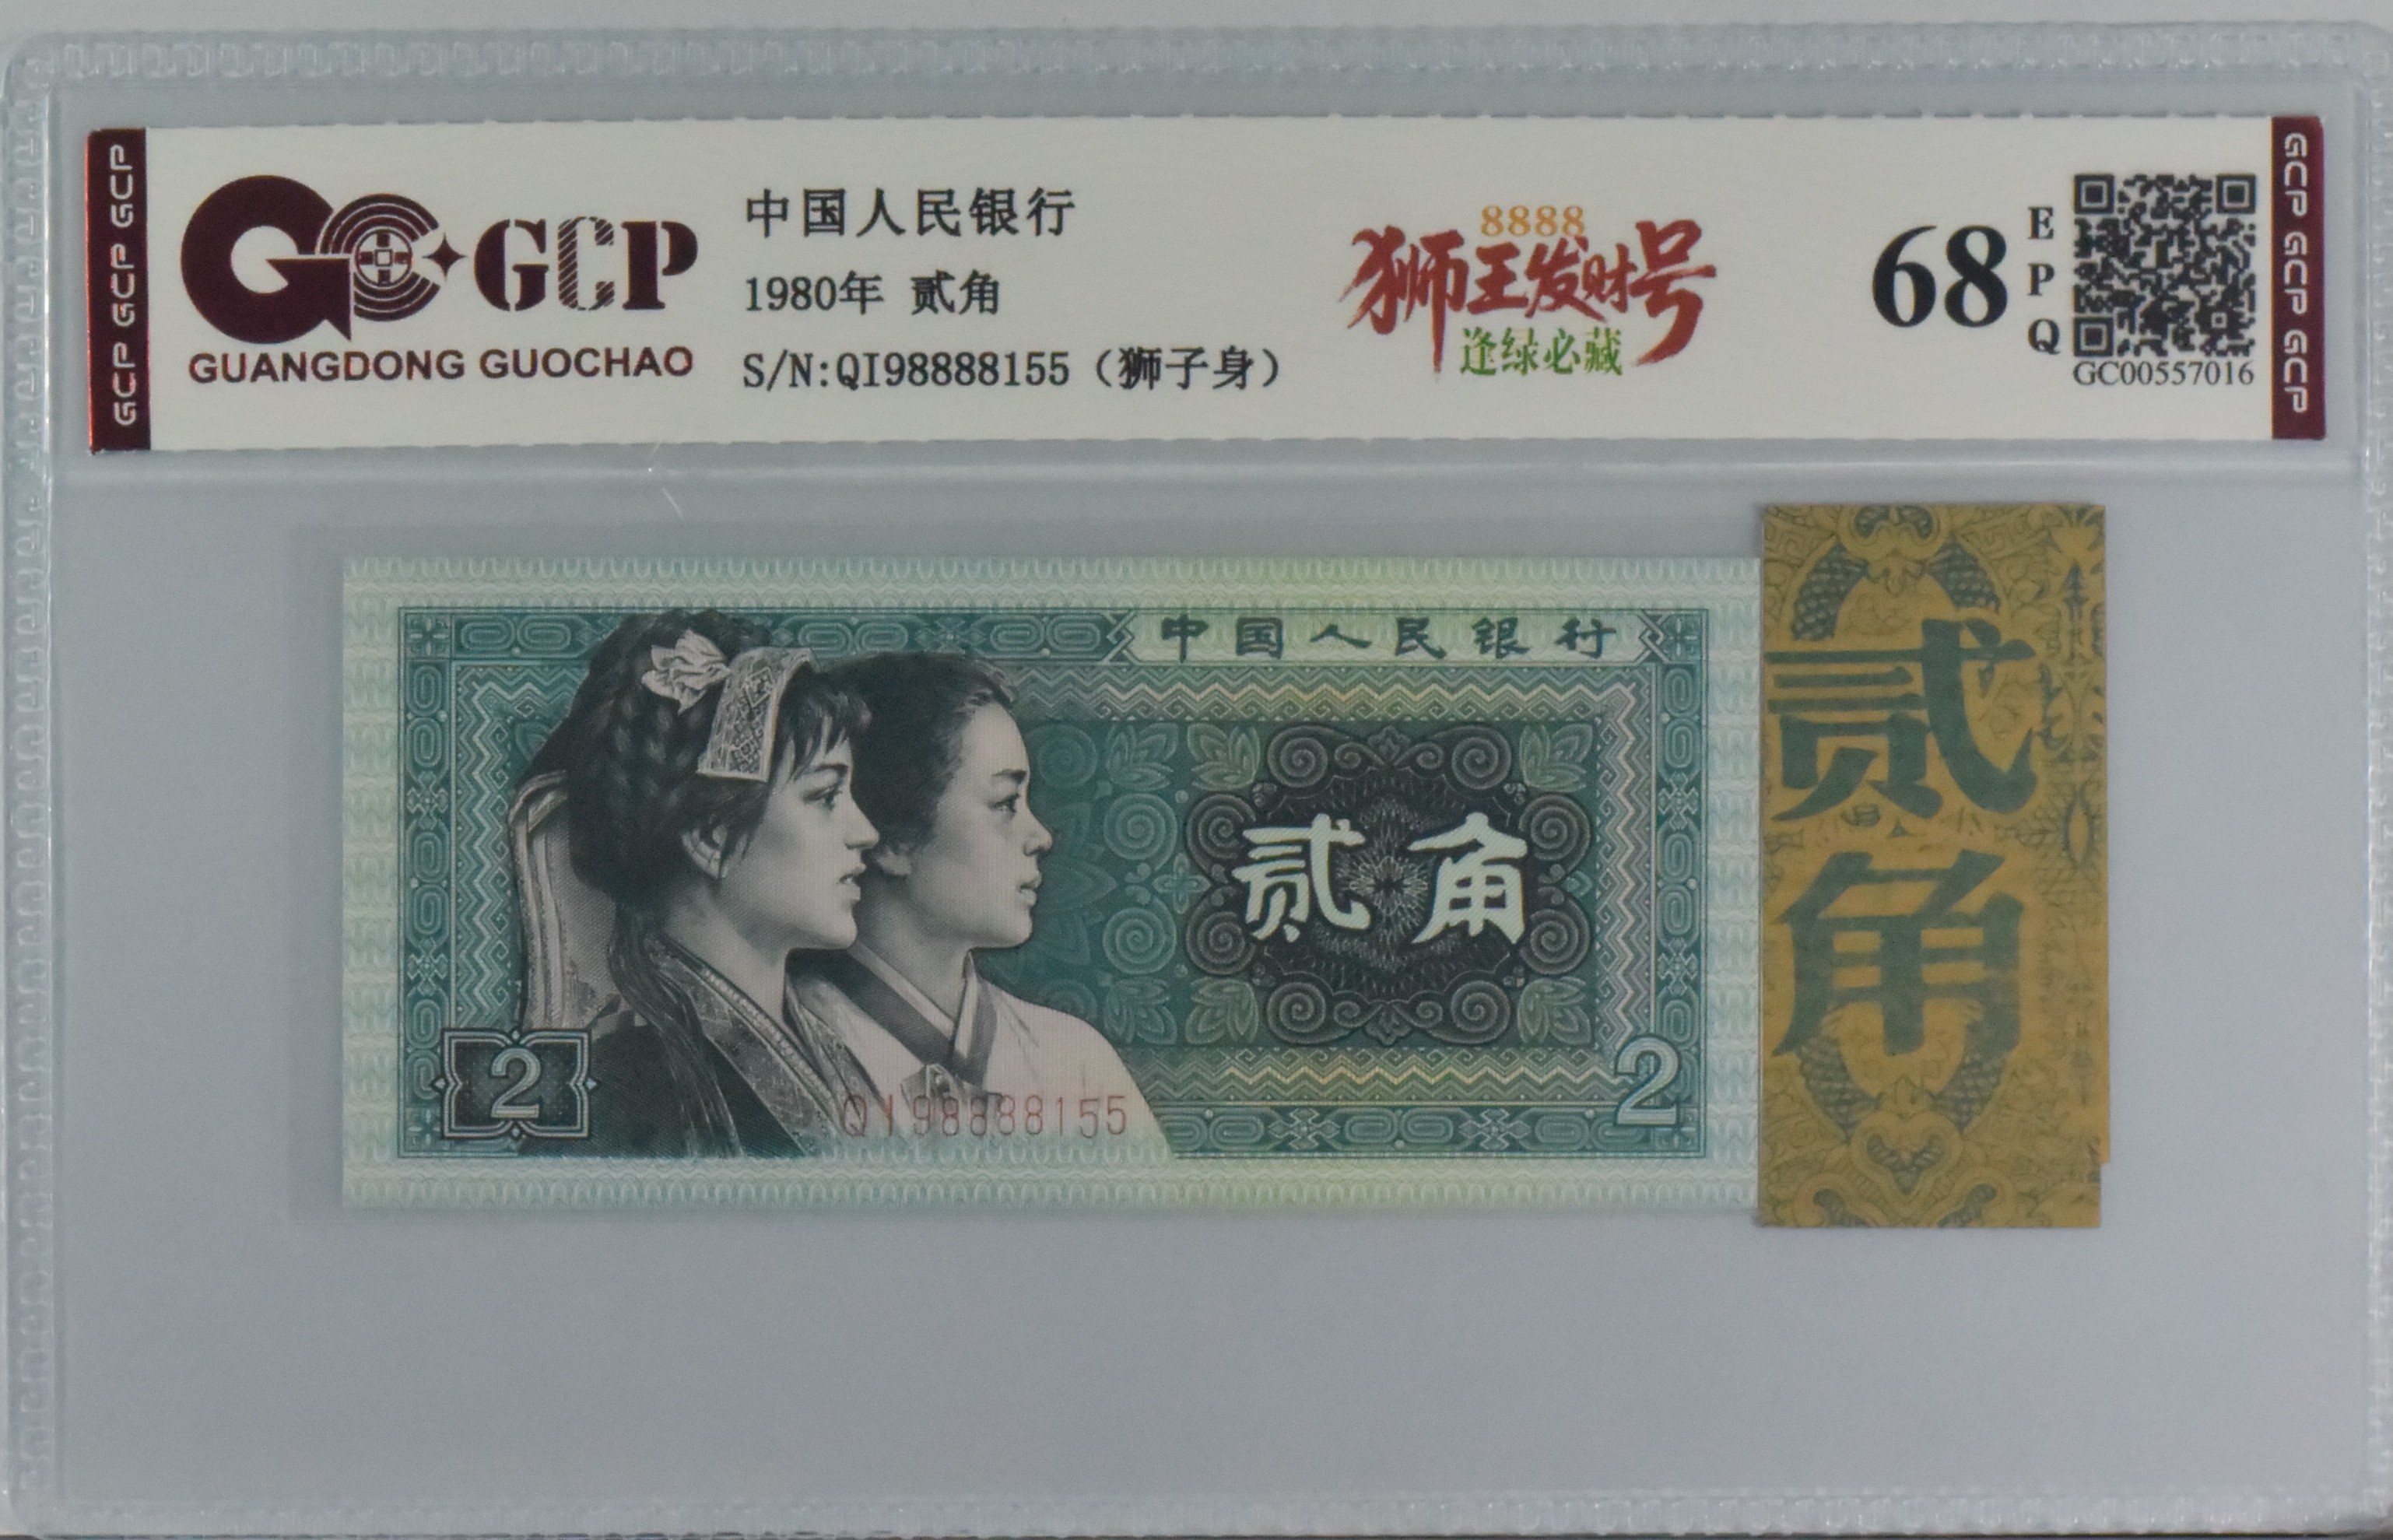 GCP GCP GCP
GCP
GUANGDONG GUOCHAO
中国人民银行
1980年 贰角
S/N:QI98888155（狮子身）
8888
狮王发财号
逢绿必藏
68
EPQ
GC00557016
GCP GCP GCP
中国人民银行
贰角
2
QI98888155
2
贰角